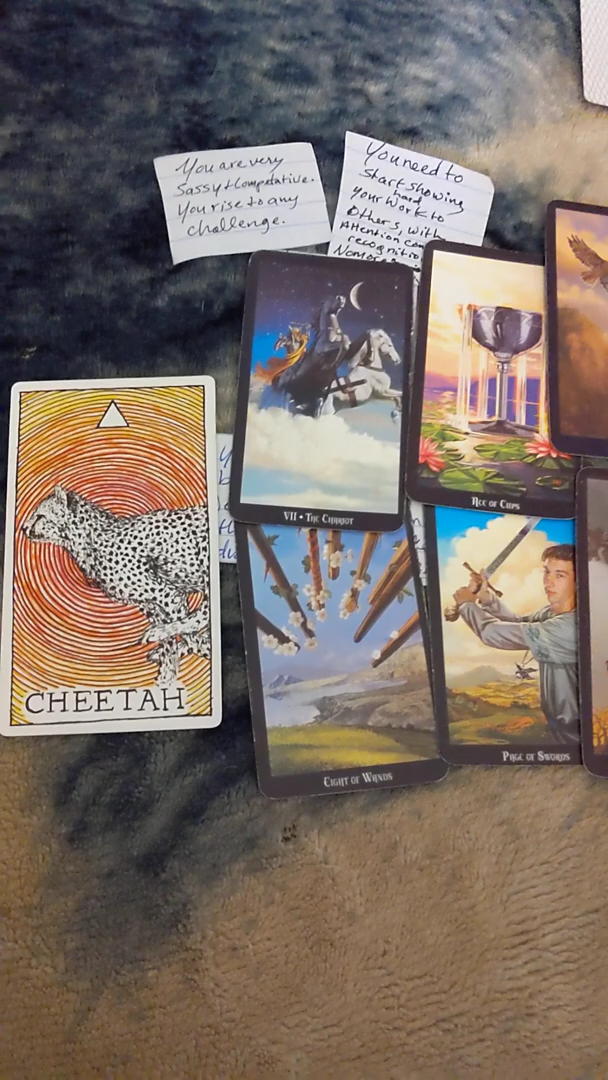 You are very
Sassy + Competative.
You rise to any
challenge.
You need to
Start showing
hard
your work to
Others, with
Attention
VII • The Chariot
Ace of Cups
Eight of Wands
Page of Swords
CHEETAH